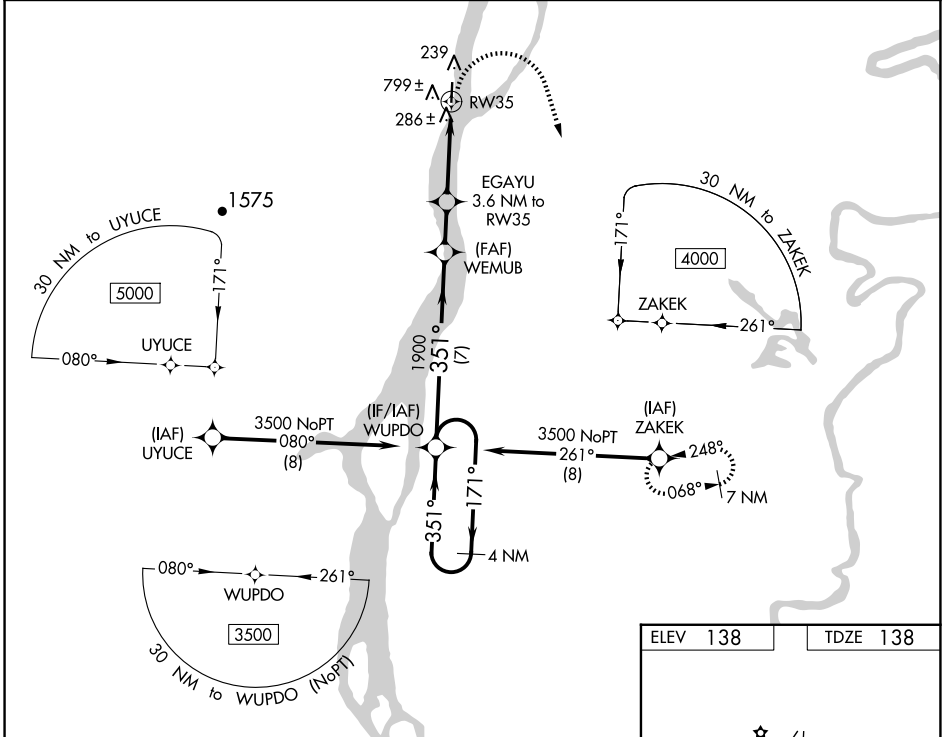 239
799 ±
RW35
286 ±
EGAYU
3.6 NM to
RW35
(FAF)
WEMUB
1575
30 NM to UYUCE
5000
171°
UYUCE
080°
30 NM to ZAKEK
171°
4000
ZAKEK
261°
1900
351°
(7)
(IF/IAF)
WUPDO
(IAF)
UYUCE
3500 NoPT
080°
(8)
3500 NoPT
261°
(8)
(IAF)
ZAKEK
248°
068°
7 NM
351°
171°
4 NM
080°
261°
WUPDO
3500
30 NM to WUPDO (NoPT)
ELEV 138
TDZE 138